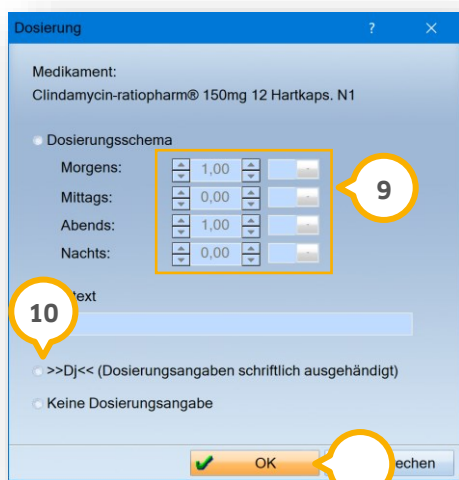 Dosierung ? ×
Medikament:
Clindamycin-ratiopharm® 150mg 12 Hartkaps. N1
Dosierungsschema
Morgens: 1,00
Mittags: 0,00
Abends: 1,00
Nachts: 0,00
9
text
10
>>Dj<< (Dosierungsangaben schriftlich ausgehändigt)
Keine Dosierungsangabe
OK echen